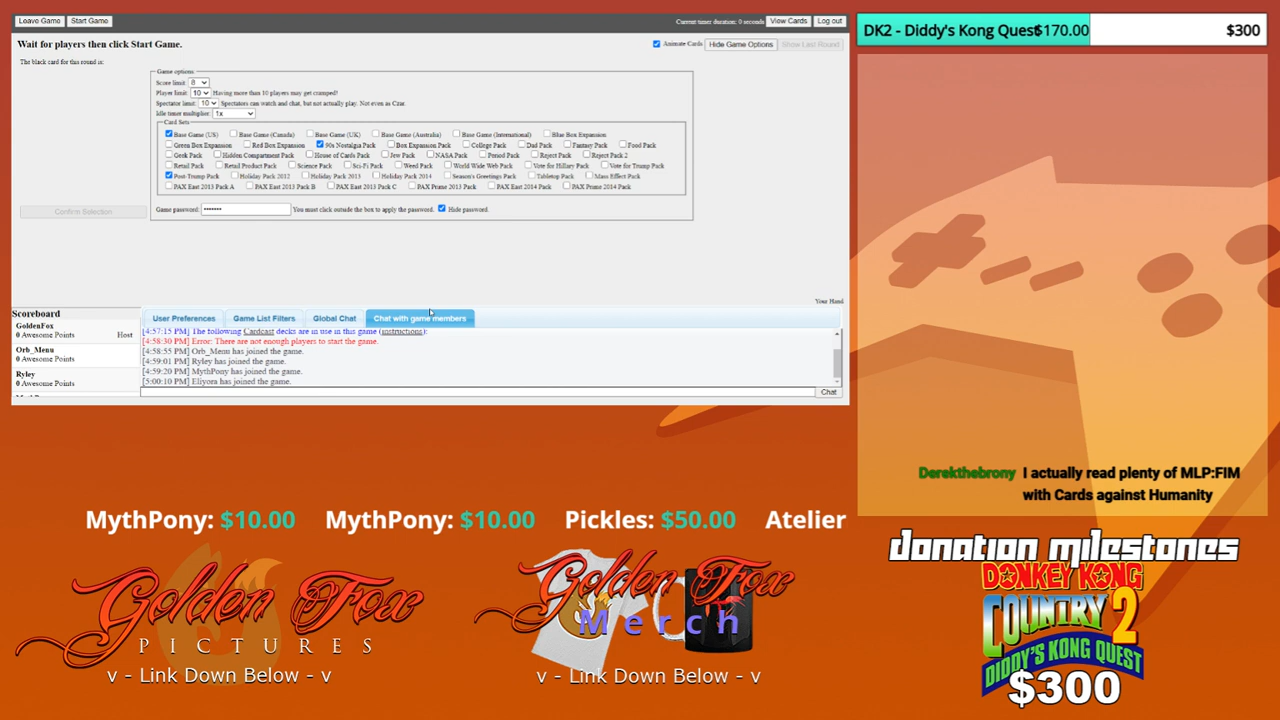 Leave Game Start Game Current timer duration: 0 seconds View Cards Log out
Wait for players then click Start Game. Animate Cards Hide Game Options Show Last Round
The black card for this round is:
Game options
Score limit: 8
Player limit: 10 Having more than 10 players may get cramped!
Spectator limit: 10 Spectators can watch and chat, but not actually play. Not even as Czar.
Idle timer multiplier: 1x
Card Sets
Base Game (US) Base Game (Canada) Base Game (UK) Base Game (Australia) Base Game (International) Blue Box Expansion
Green Box Expansion Red Box Expansion 90s Nostalgia Pack Box Expansion Pack College Pack Dad Pack Fantasy Pack Food Pack
Geek Pack Hidden Compartment Pack House of Cards Pack Jew Pack NASA Pack Period Pack Reject Pack Reject Pack 2
Retail Pack Retail Product Pack Science Pack Sci-Fi Pack Weed Pack World Wide Web Pack Vote for Hillary Pack Vote for Trump Pack
Post-Trump Pack Holiday Pack 2012 Holiday Pack 2013 Holiday Pack 2014 Season's Greetings Pack Tabletop Pack Mass Effect Pack
PAX East 2013 Pack A PAX East 2013 Pack B PAX East 2013 Pack C PAX Prime 2013 Pack PAX East 2014 Pack PAX Prime 2014 Pack
Game password: ••••••• You must click outside the box to apply the password. Hide password.
Confirm Selection
Your Hand
Scoreboard
GoldenFox
0 Awesome Points Host
Orb_Menu
0 Awesome Points
Ryley
0 Awesome Points
User Preferences Game List Filters Global Chat Chat with game members
[4:57:15 PM] The following Cardcast decks are in use in this game (instructions):
[4:58:30 PM] Error: There are not enough players to start the game.
[4:58:55 PM] Orb_Menu has joined the game.
[4:59:01 PM] Ryley has joined the game.
[4:59:20 PM] MythPony has joined the game.
[5:00:10 PM] Eliyora has joined the game.
Chat
DK2 - Diddy's Kong Quest $170.00 $300
Derekthebrony I actually read plenty of MLP:FIM
with Cards against Humanity
MythPony: $10.00 MythPony: $10.00 Pickles: $50.00 Atelier
Golden Fox
PICTURES
v - Link Down Below - v
Golden Fox
Merch
v - Link Down Below - v
donation milestones
DONKEY KONG
COUNTRY 2
DIDDY'S KONG QUEST
$300